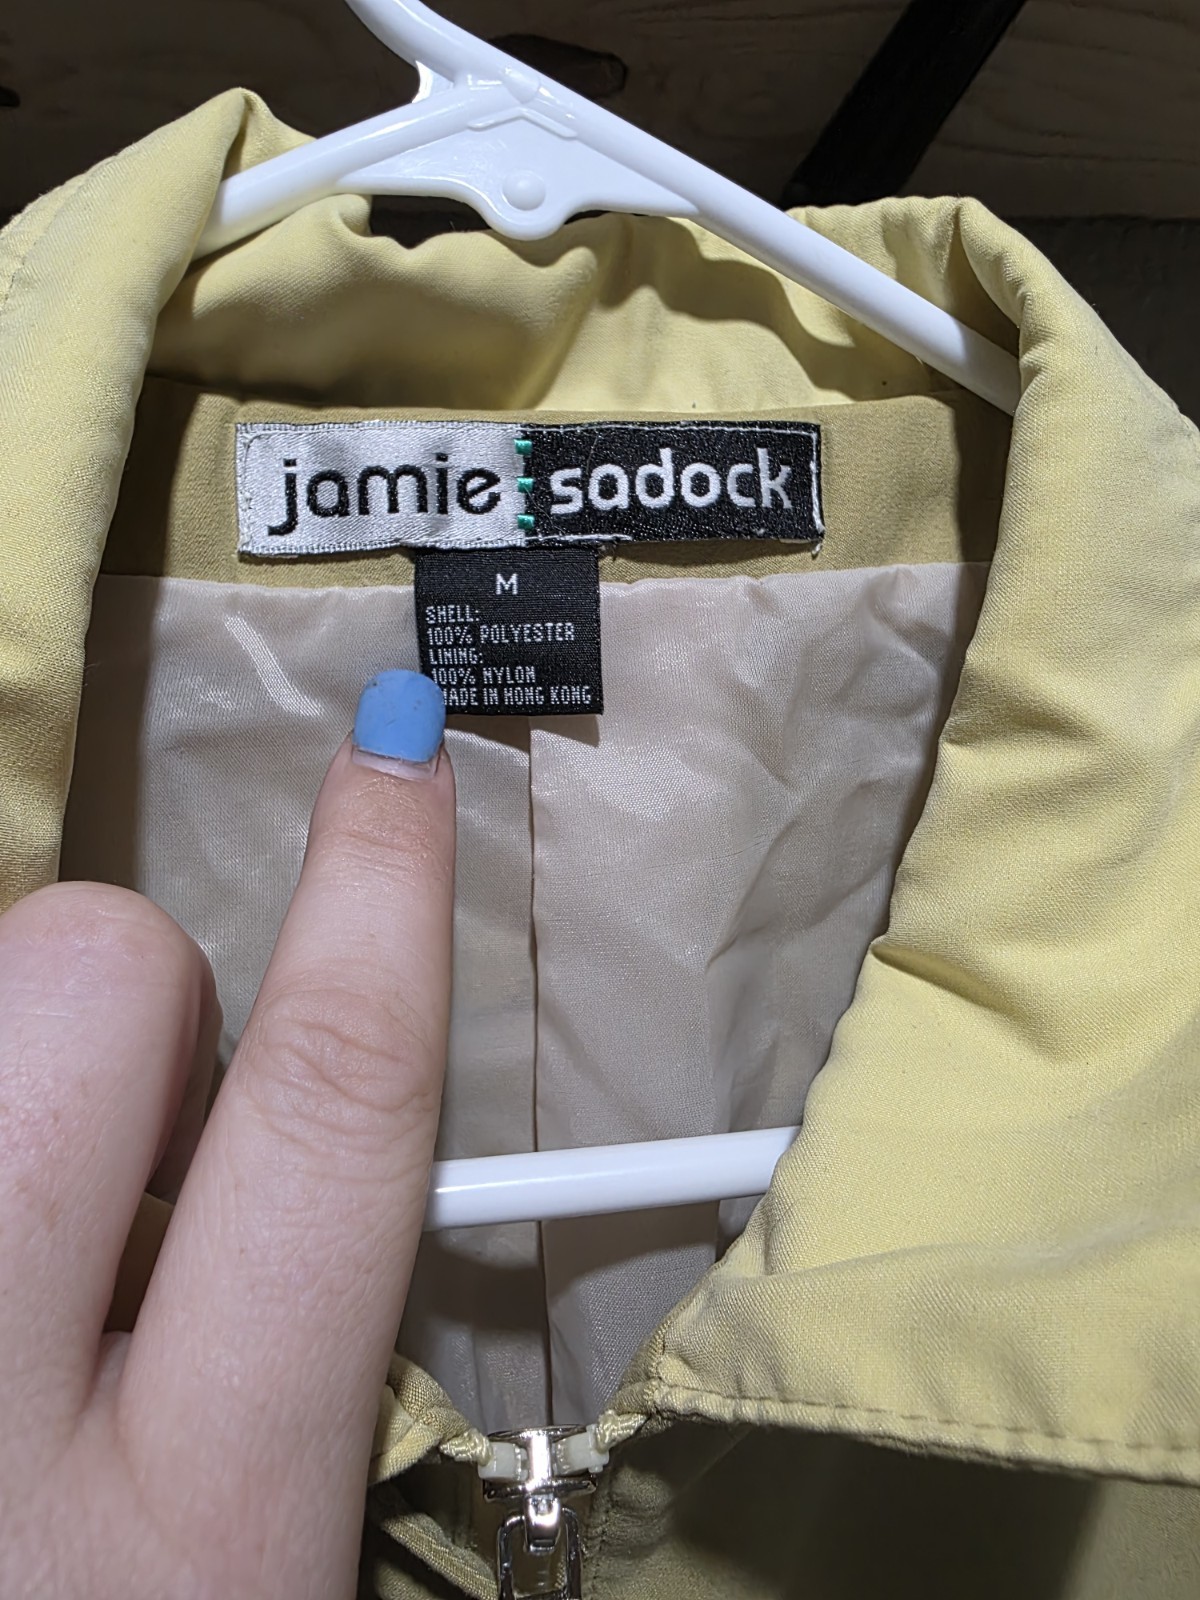 jamie sadock
M
SHELL:
100% POLYESTER
LINING:
100% NYLON
MADE IN HONG KONG